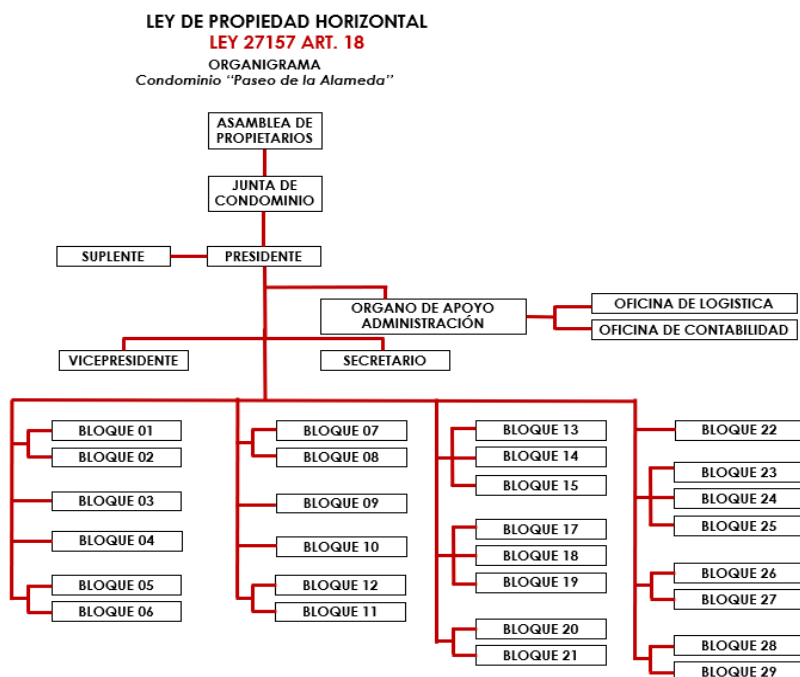 LEY DE PROPIEDAD HORIZONTAL
LEY 27157 ART. 18
ORGANIGRAMA
Condominio “Paseo de la Alameda”
ASAMBLEA DE
PROPIETARIOS
JUNTA DE
CONDOMINIO
SUPLENTE
PRESIDENTE
ORGANO DE APOYO
ADMINISTRACIÓN
OFICINA DE LOGISTICA
OFICINA DE CONTABILIDAD
VICEPRESIDENTE
SECRETARIO
BLOQUE 01
BLOQUE 02
BLOQUE 03
BLOQUE 04
BLOQUE 05
BLOQUE 06
BLOQUE 07
BLOQUE 08
BLOQUE 09
BLOQUE 10
BLOQUE 12
BLOQUE 11
BLOQUE 13
BLOQUE 14
BLOQUE 15
BLOQUE 17
BLOQUE 18
BLOQUE 19
BLOQUE 20
BLOQUE 21
BLOQUE 22
BLOQUE 23
BLOQUE 24
BLOQUE 25
BLOQUE 26
BLOQUE 27
BLOQUE 28
BLOQUE 29